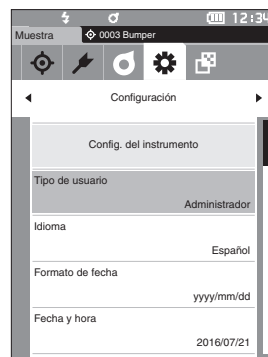 12:34
Muestra
0003 Bumper
Configuración
Config. del instrumento
Tipo de usuario
Administrador
Idioma
Español
Formato de fecha
yyyy/mm/dd
Fecha y hora
2016/07/21